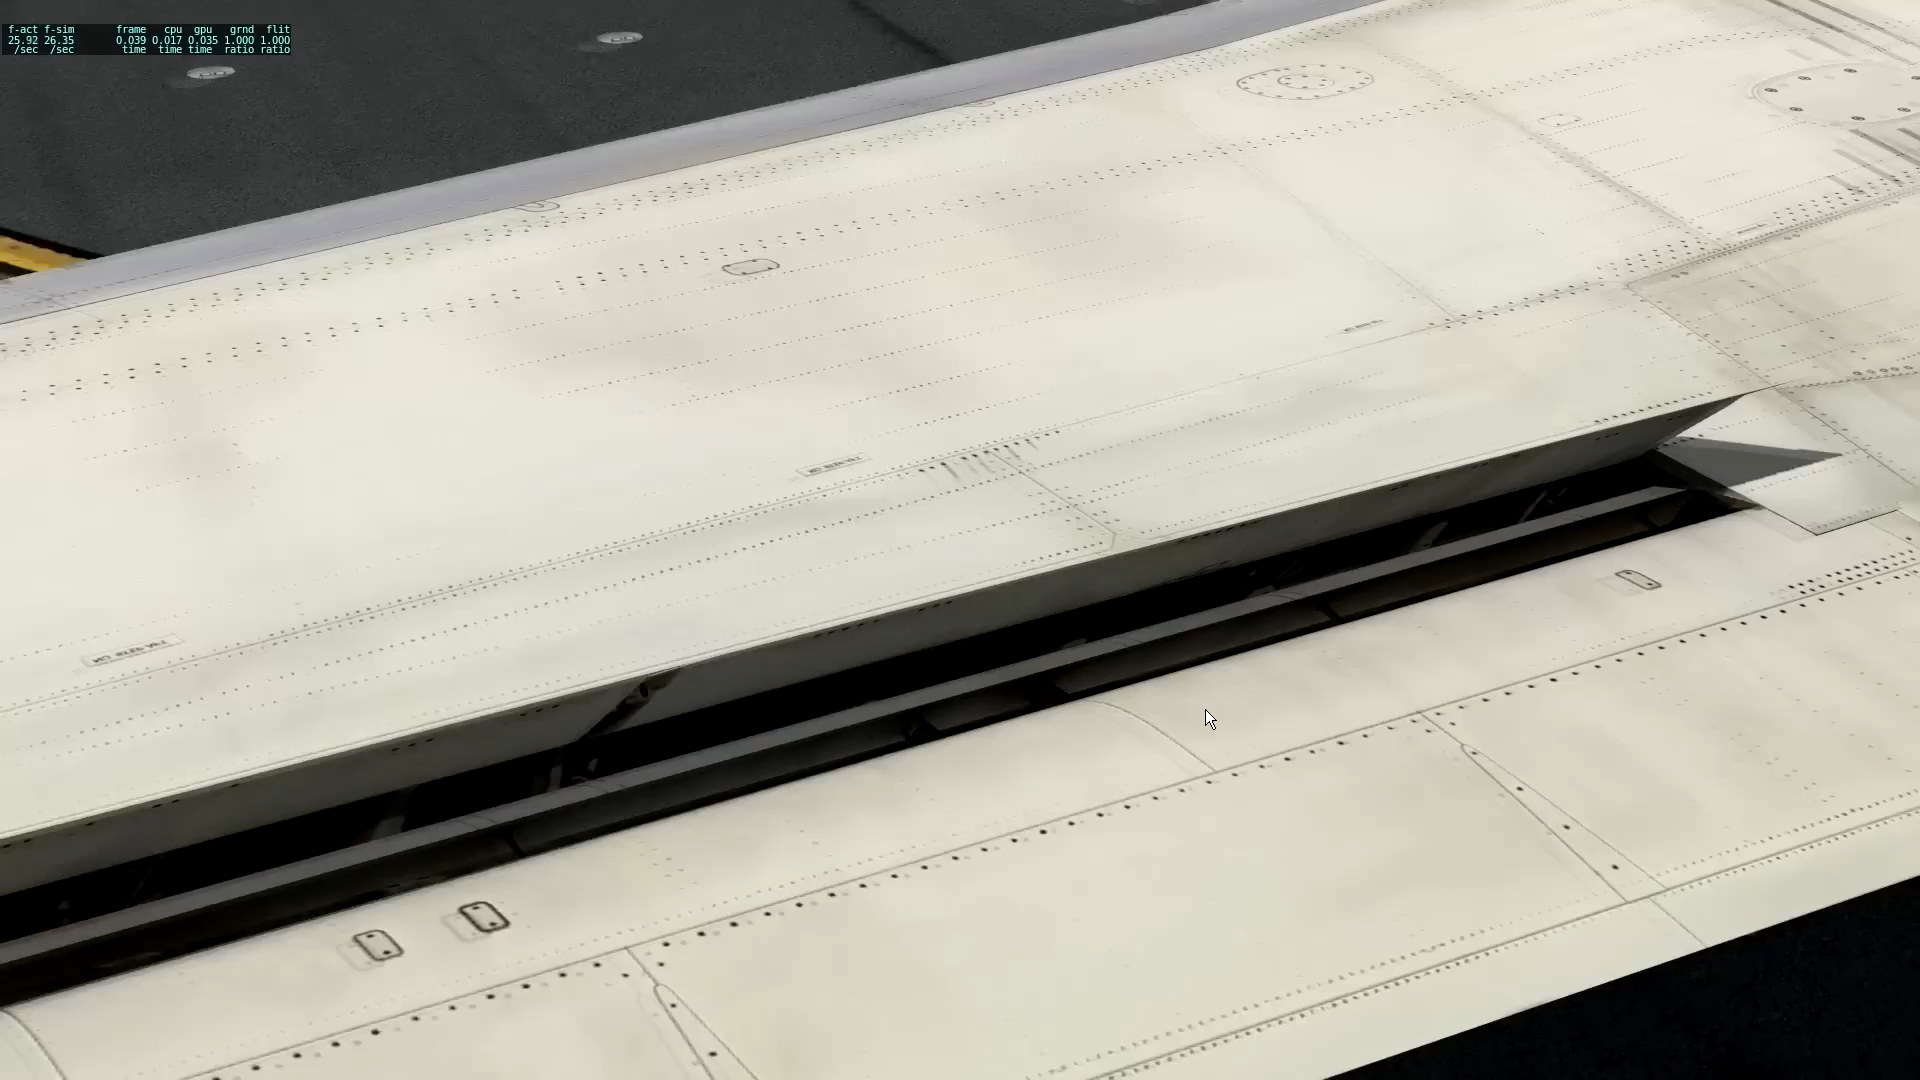 f-act f-sim frame cpu gpu grnd flit
25.92 26.35 0.039 0.017 0.035 1.000 1.000
/sec /sec time time time ratio ratio